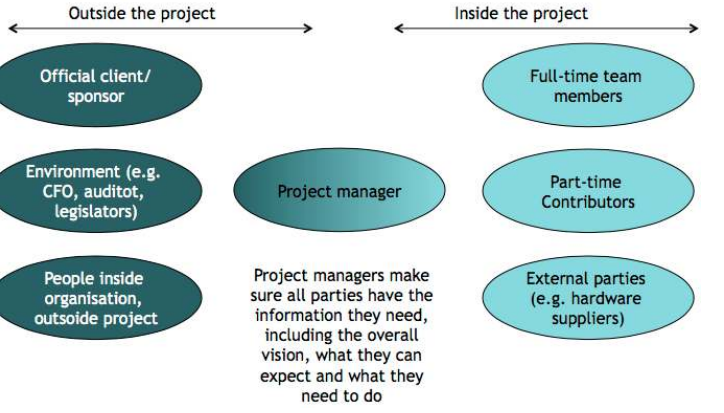 Outside the project
Inside the project
Official client/
sponsor
Full-time team
members
Environment (e.g.
CFO, auditot,
legislators)
Project manager
Part-time
Contributors
People inside
organisation,
outsoide project
Project managers make
sure all parties have the
information they need,
including the overall
vision, what they can
expect and what they
need to do
External parties
(e.g. hardware
suppliers)